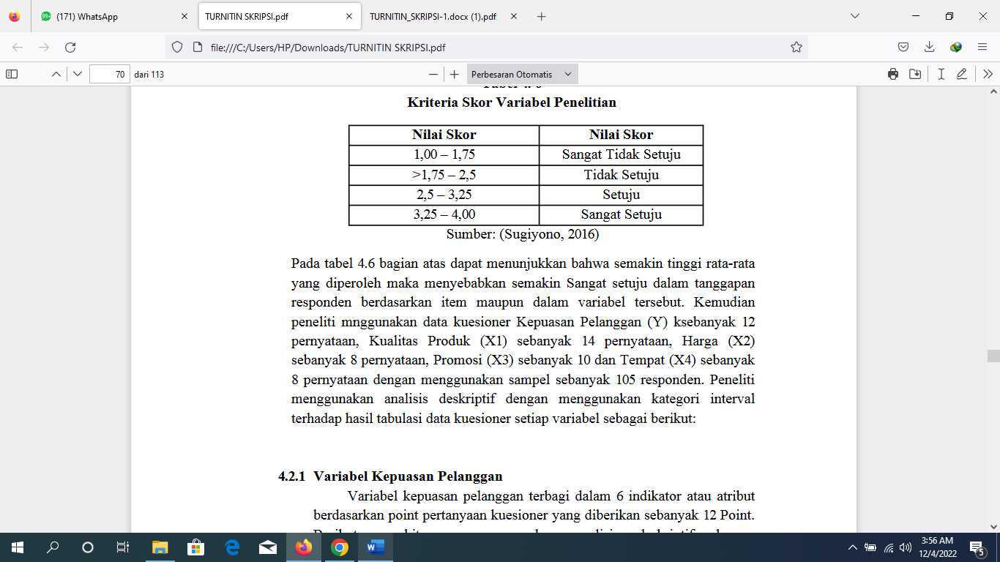 (171) WhatsApp
TURNITIN SKRIPSI.pdf
TURNITIN_SKRIPSI-1.docx (1).pdf
file:///C:/Users/HP/Downloads/TURNITIN SKRIPSI.pdf
70 dari 113
Perbesaran Otomatis
Kriteria Skor Variabel Penelitian
Nilai Skor Nilai Skor
1,00 – 1,75 Sangat Tidak Setuju
>1,75 – 2,5 Tidak Setuju
2,5 – 3,25 Setuju
3,25 – 4,00 Sangat Setuju
Sumber: (Sugiyono, 2016)
Pada tabel 4.6 bagian atas dapat menunjukkan bahwa semakin tinggi rata-rata
yang diperoleh maka menyebabkan semakin Sangat setuju dalam tanggapan
responden berdasarkan item maupun dalam variabel tersebut. Kemudian
peneliti mnggunakan data kuesioner Kepuasan Pelanggan (Y) ksebanyak 12
pernyataan, Kualitas Produk (X1) sebanyak 14 pernyataan, Harga (X2)
sebanyak 8 pernyataan, Promosi (X3) sebanyak 10 dan Tempat (X4) sebanyak
8 pernyataan dengan menggunakan sampel sebanyak 105 responden. Peneliti
menggunakan analisis deskriptif dengan menggunakan kategori interval
terhadap hasil tabulasi data kuesioner setiap variabel sebagai berikut:
4.2.1 Variabel Kepuasan Pelanggan
Variabel kepuasan pelanggan terbagi dalam 6 indikator atau atribut
berdasarkan point pertanyaan kuesioner yang diberikan sebanyak 12 Point.
3:56 AM
12/4/2022
5